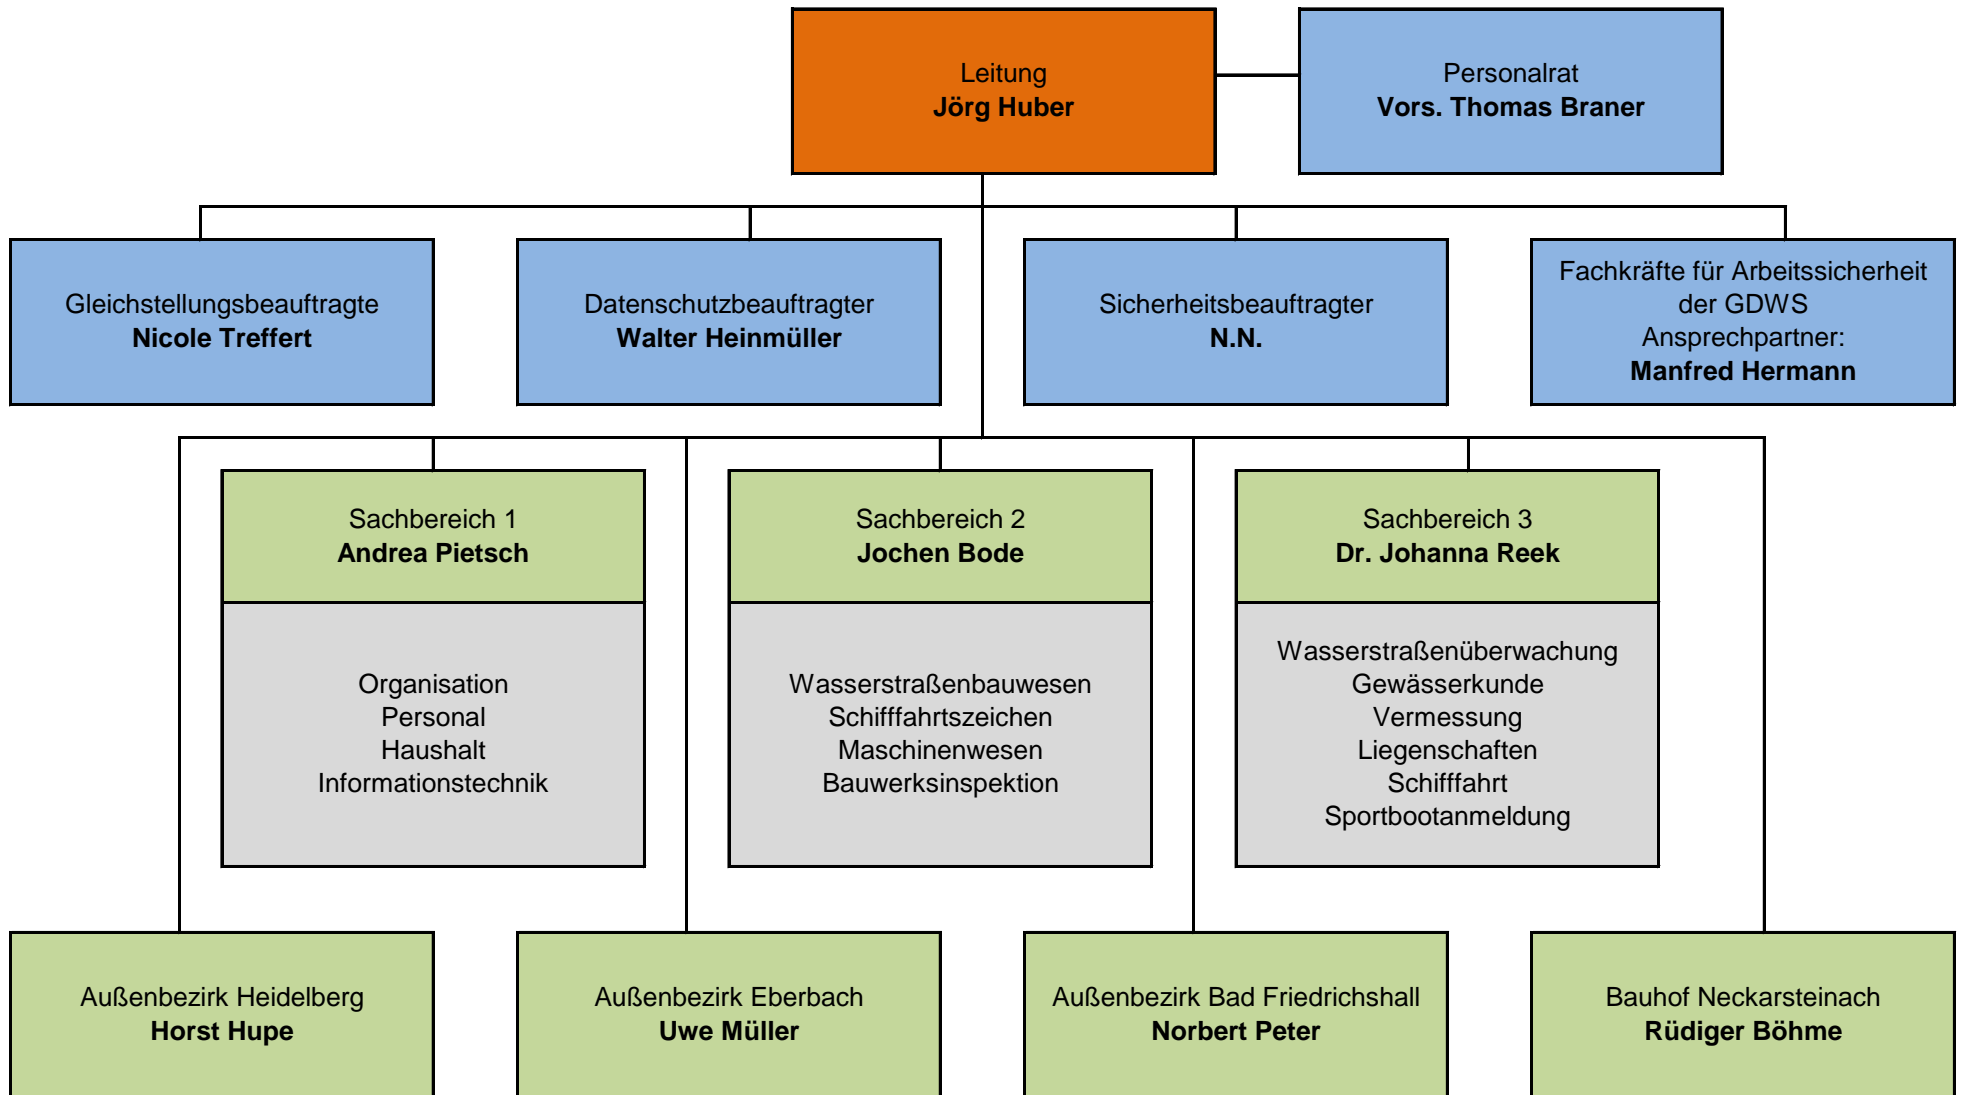 Leitung
Jörg Huber
Personalrat
Vors. Thomas Braner
Gleichstellungsbeauftragte
Nicole Treffert
Datenschutzbeauftragter
Walter Heinmüller
Sicherheitsbeauftragter
N.N.
Fachkräfte für Arbeitssicherheit
der GDWS
Ansprechpartner:
Manfred Hermann
Sachbereich 1
Andrea Pietsch
Organisation
Personal
Haushalt
Informationstechnik
Sachbereich 2
Jochen Bode
Wasserstraßenbauwesen
Schifffahrtszeichen
Maschinenwesen
Bauwerksinspektion
Sachbereich 3
Dr. Johanna Reek
Wasserstraßenüberwachung
Gewässerkunde
Vermessung
Liegenschaften
Schifffahrt
Sportbootanmeldung
Außenbezirk Heidelberg
Horst Hupe
Außenbezirk Eberbach
Uwe Müller
Außenbezirk Bad Friedrichshall
Norbert Peter
Bauhof Neckarsteinach
Rüdiger Böhme